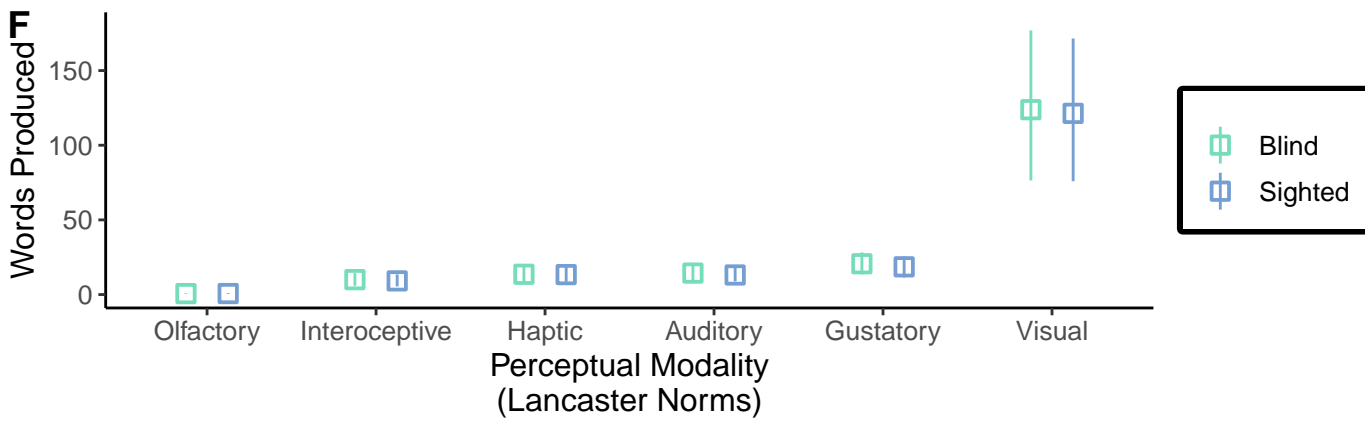 F
Words Produced
150
100
50
0
Olfactory Interoceptive Haptic Auditory Gustatory Visual
Perceptual Modality
(Lancaster Norms)
Blind
Sighted